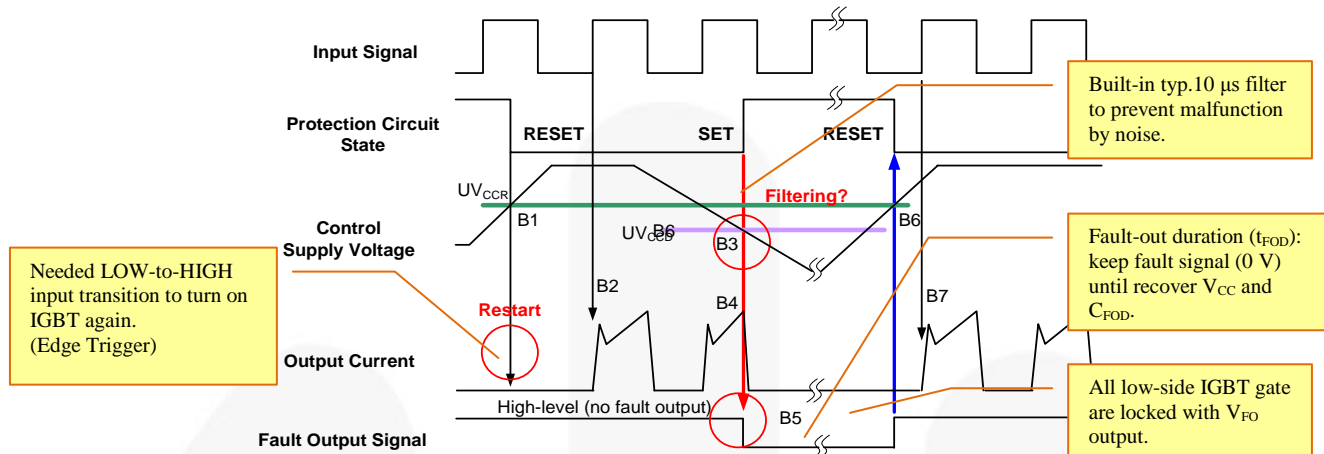 Input Signal
Built-in typ.10 µs filter
to prevent malfunction
by noise.
Protection Circuit
State
RESET
SET
RESET
UVCCR
Filtering?
B1
B6
UVCCD
B6
B3
Control
Supply Voltage
Fault-out duration (tFOD):
keep fault signal (0 V)
until recover VCC and
CFOD.
Needed LOW-to-HIGH
input transition to turn on
IGBT again.
(Edge Trigger)
B2
B4
B7
Restart
Output Current
All low-side IGBT gate
are locked with VFO
output.
High-level (no fault output)
B5
Fault Output Signal